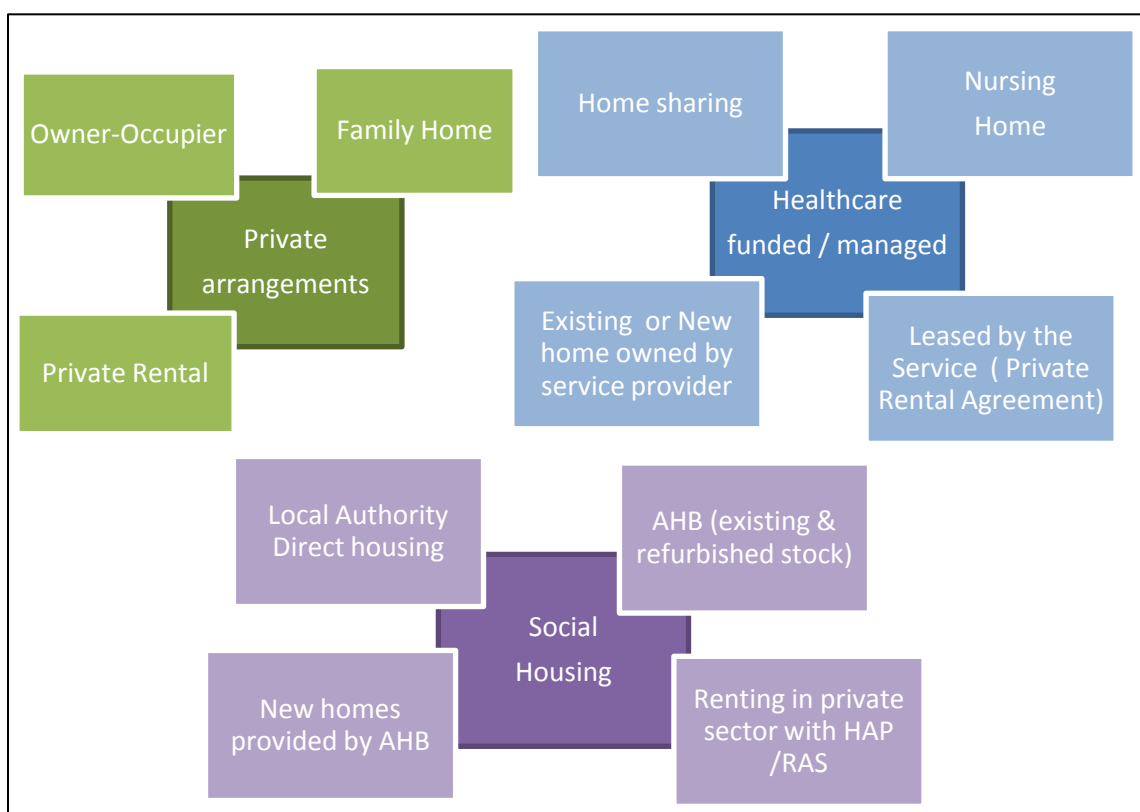 Owner-Occupier
Family Home
Private
arrangements
Private Rental
Home sharing
Nursing
Home
Healthcare
funded / managed
Existing or New
home owned by
service provider
Leased by the
Service ( Private
Rental Agreement)
Local Authority
Direct housing
AHB (existing &
refurbished stock)
Social
Housing
New homes
provided by AHB
Renting in private
sector with HAP
/RAS